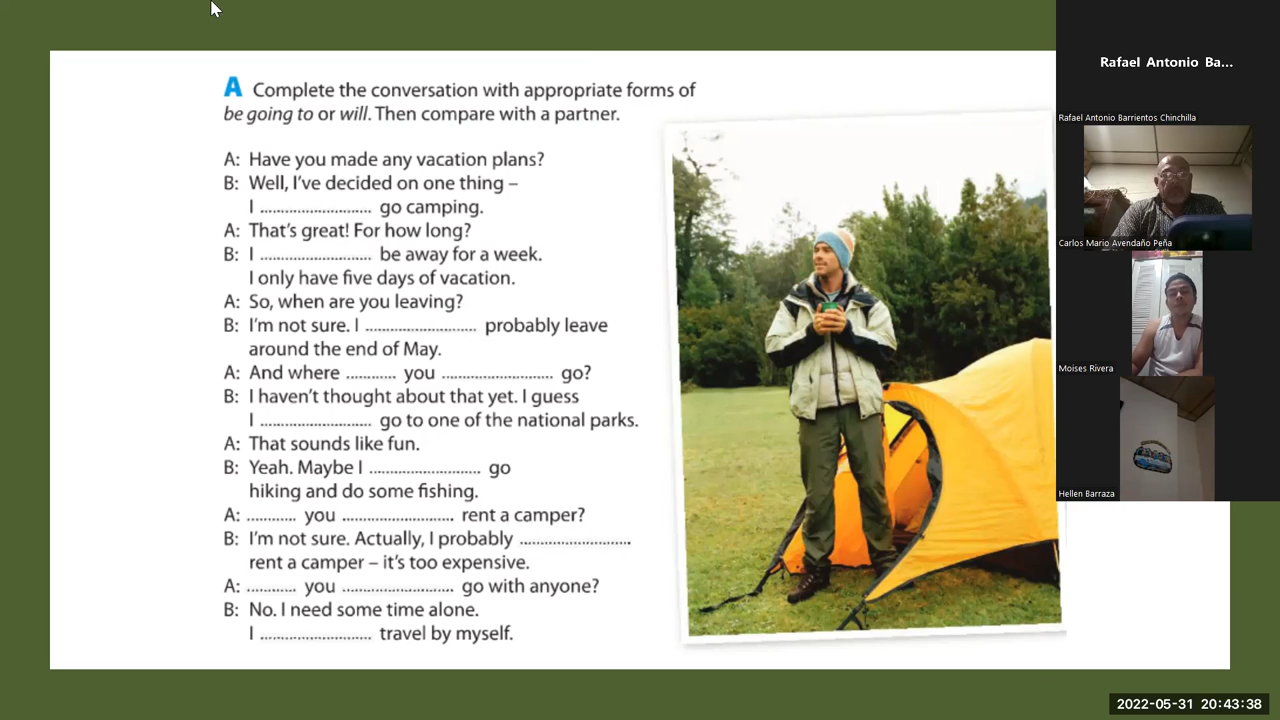 A Complete the conversation with appropriate forms of
be going to or will. Then compare with a partner.
A: Have you made any vacation plans?
B: Well, I've decided on one thing –
I .......................... go camping.
A: That's great! For how long?
B: I .......................... be away for a week.
I only have five days of vacation.
A: So, when are you leaving?
B: I'm not sure. I .......................... probably leave
around the end of May.
A: And where ............ you .......................... go?
B: I haven't thought about that yet. I guess
I .......................... go to one of the national parks.
A: That sounds like fun.
B: Yeah. Maybe I .......................... go
hiking and do some fishing.
A: ............ you .......................... rent a camper?
B: I'm not sure. Actually, I probably ..........................
rent a camper – it's too expensive.
A: ............ you .......................... go with anyone?
B: No. I need some time alone.
I .......................... travel by myself.
Rafael Antonio Ba...
Rafael Antonio Barrientos Chinchilla
Carlos Mario Avendaño Peña
Moises Rivera
Hellen Barraza
2022-05-31 20:43:38